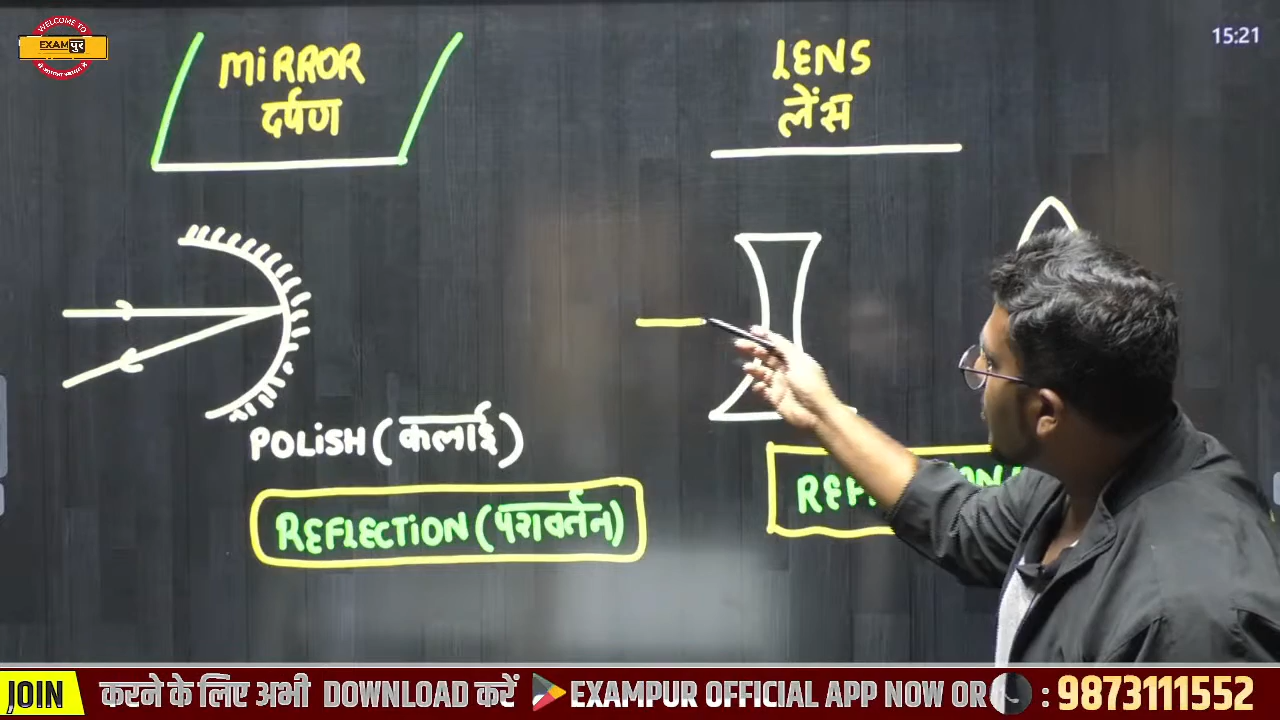 WELCOME TO
EXAMपुर
15:21
MiRROR
दर्पण
LENS
लेंस
POLiSH (कलाई)
REFLECTiON (परावर्तन)
JOIN करने के लिए अभी DOWNLOAD करें EXAMPUR OFFICIAL APP NOW OR : 9873111552